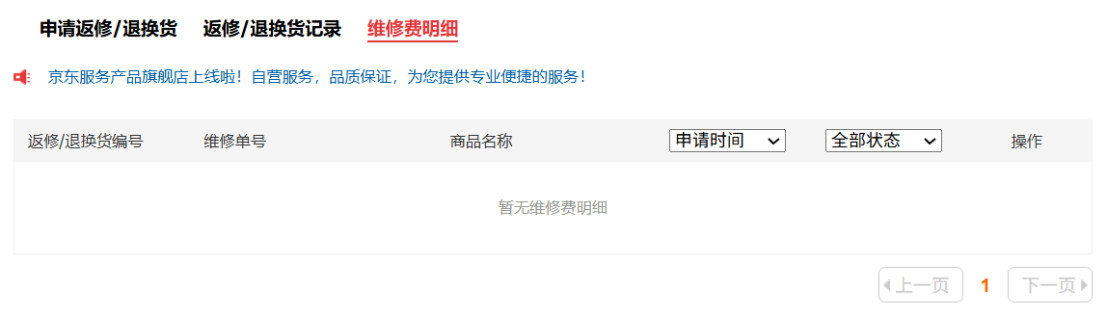 申请返修/退换货 返修/退换货记录 维修费明细
京东服务产品旗舰店上线啦！自营服务，品质保证，为您提供专业便捷的服务！
返修/退换货编号 维修单号 商品名称 申请时间 全部状态 操作
暂无维修费明细
上一页 1 下一页